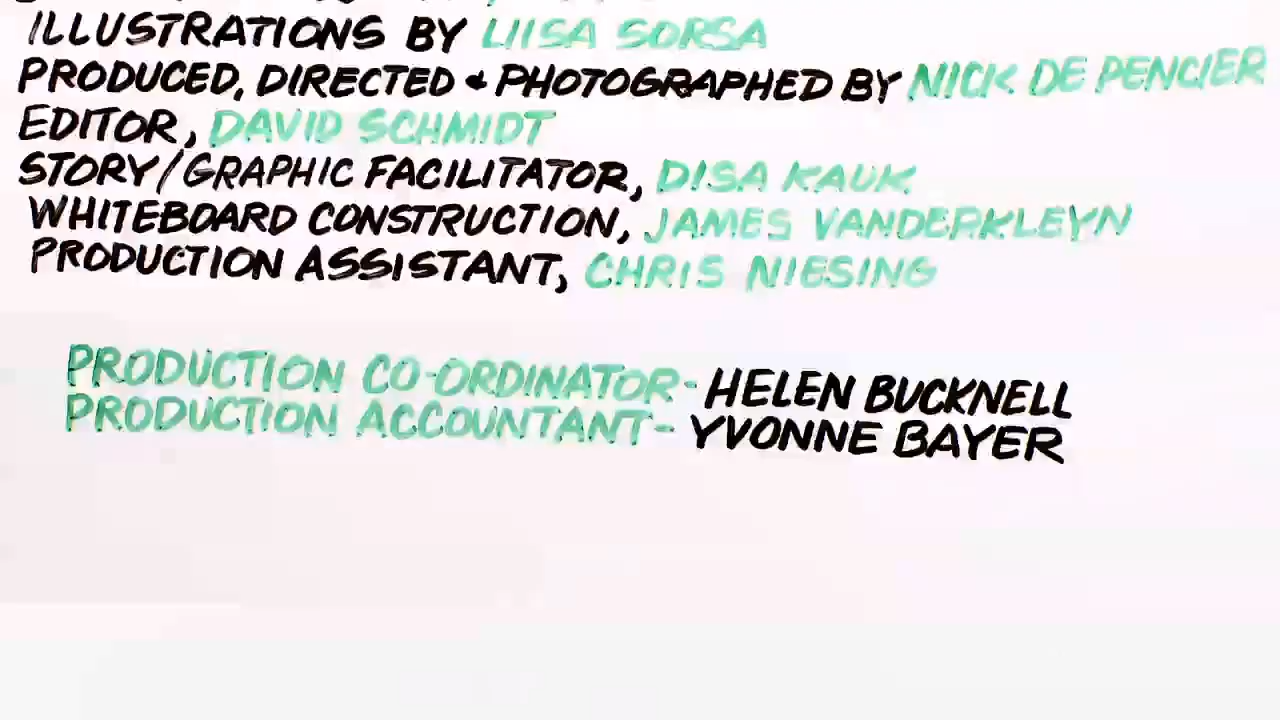 ILLUSTRATIONS BY LIISA SORSA
PRODUCED, DIRECTED & PHOTOGRAPHED BY NICK DE PENCIER
EDITOR, DAVID SCHMIDT
STORY/GRAPHIC FACILITATOR, DISA KAUK
WHITEBOARD CONSTRUCTION, JAMES VANDERKLEYN
PRODUCTION ASSISTANT, CHRIS NIESING
PRODUCTION CO-ORDINATOR- HELEN BUCKNELL
PRODUCTION ACCOUNTANT- YVONNE BAYER